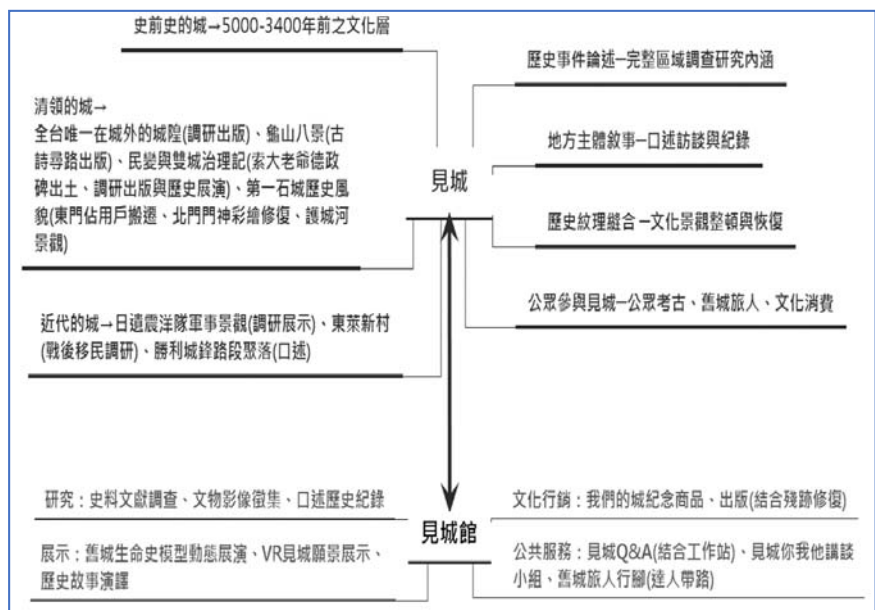 史前史的城→5000-3400年前之文化層
清領的城→
全台唯一在城外的城隍(調研出版)、龜山八景(古
詩尋路出版)、民變與雙城治理記(索大老爺德政
碑出土、調研出版與歷史展演)、第一石城歷史風
貌(東門佔用戶搬遷、北門門神彩繪修復、護城河
景觀)
近代的城→日遺震洋隊軍事景觀(調研展示)、東萊新村
(戰後移民調研)、勝利城鋒路段聚落(口述)
見城
歷史事件論述─完整區域調查研究內涵
地方主體敘事─口述訪談與紀錄
歷史紋理縫合 ─文化景觀整頓與恢復
公眾參與見城─公眾考古、舊城旅人、文化消費
研究：史料文獻調查、文物影像徵集、口述歷史紀錄
展示：舊城生命史模型動態展演、VR見城願景展示、
歷史故事演譯
見城館
文化行銷：我們的城紀念商品、出版(結合殘跡修復)
公共服務：見城Q&A(結合工作站)、見城你我他講談
小組、舊城旅人行腳(達人帶路)